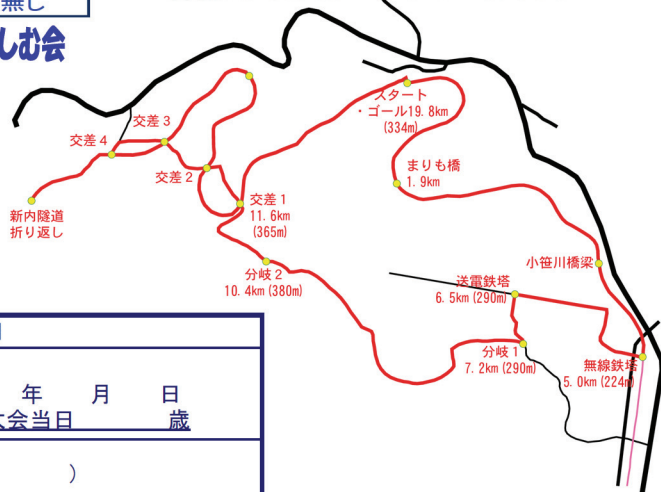 無し
しむ会
スタート
・ゴール19.8km
(334m)
交差3
交差4
交差2
まりも橋
1.9km
交差1
11.6km
(365m)
新内隧道
折り返し
小笹川橋梁
分岐2
10.4km(380m)
送電鉄塔
6.5km(290m)
分岐1
7.2km(290m)
無線鉄塔
5.0km(224m)
年 月 日
大会当日 歳
)